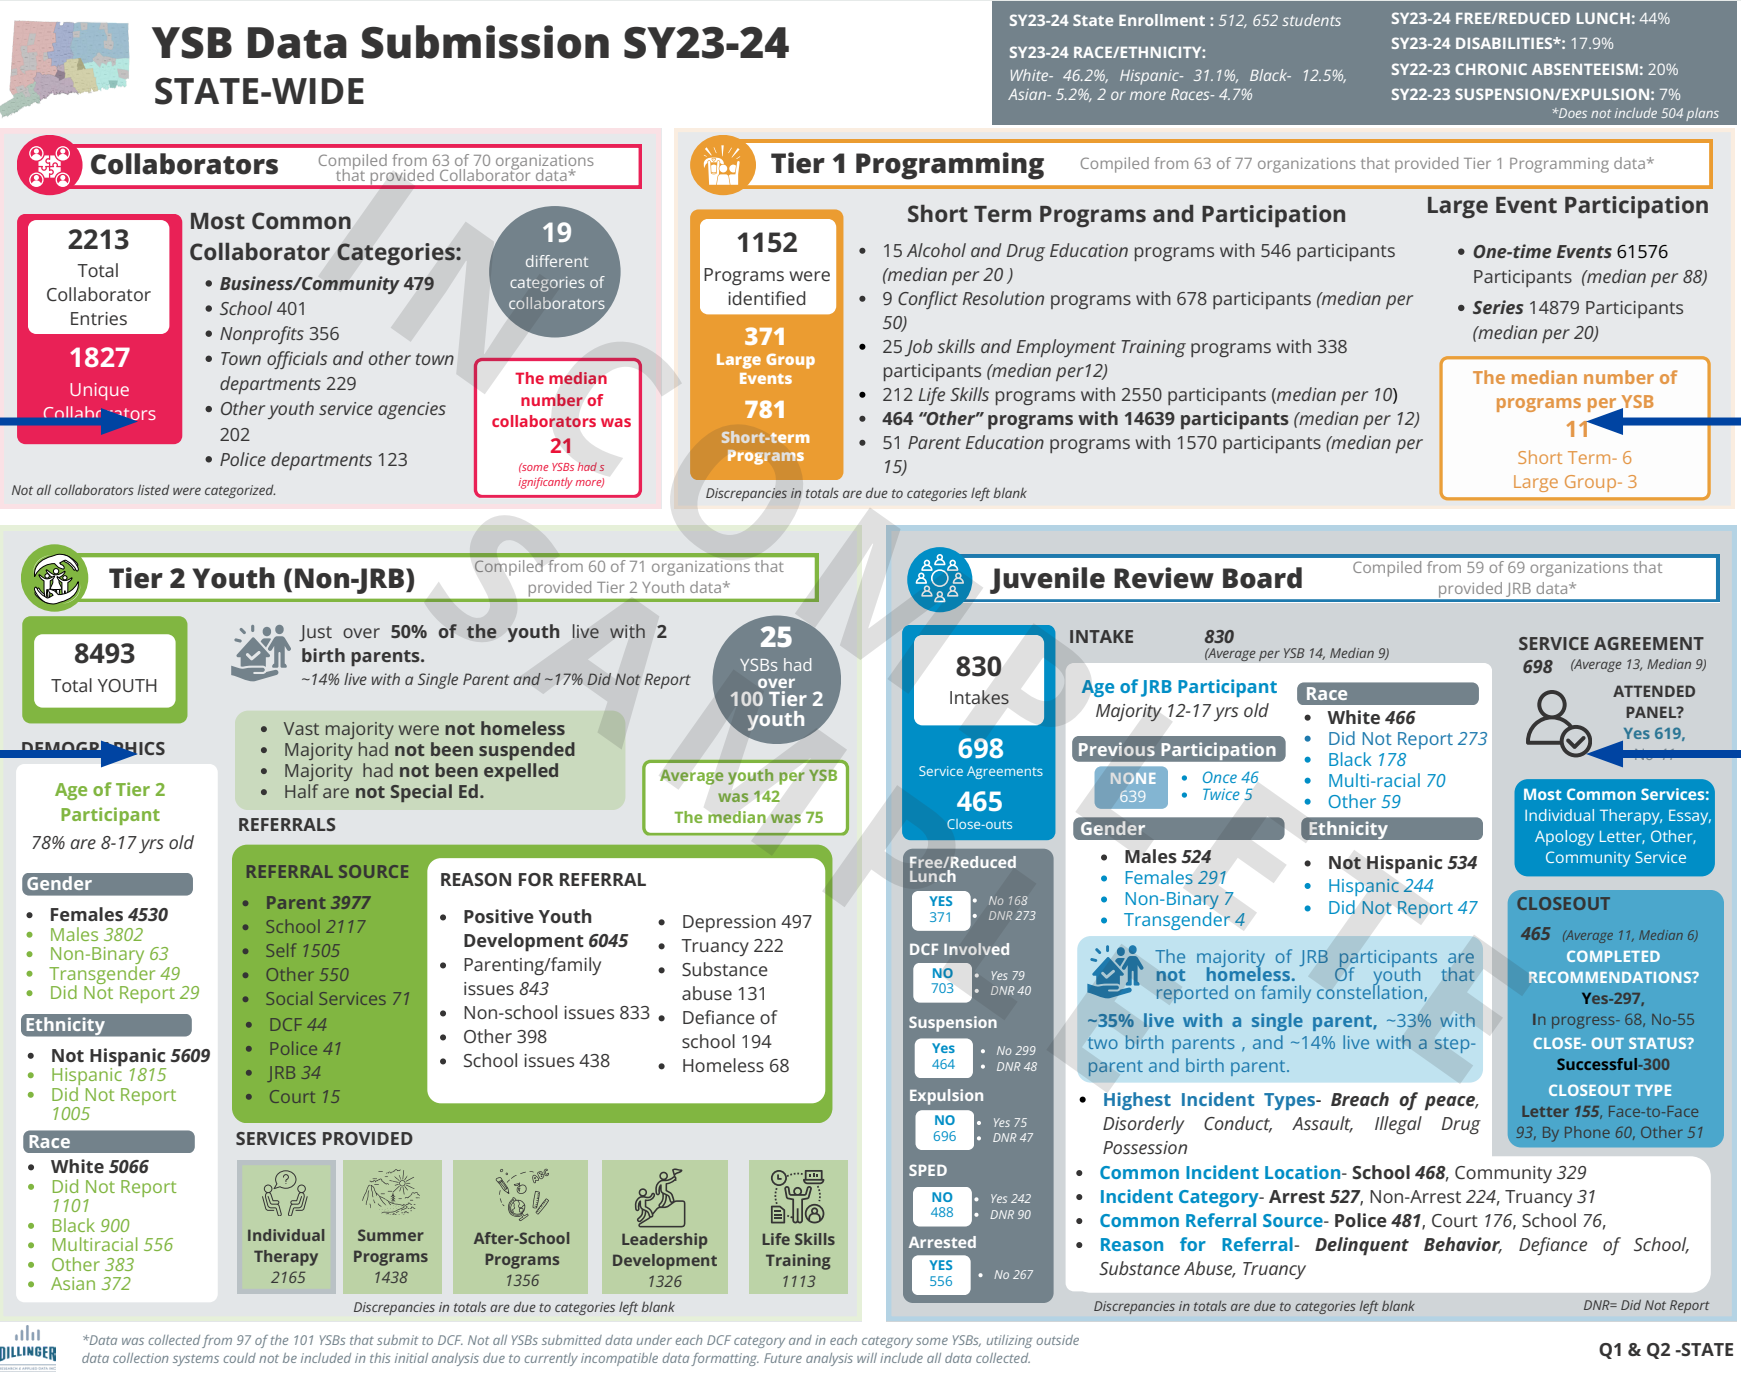 YSB Data Submission SY23-24
STATE-WIDE
SY23-24 State Enrollment : 512, 652 students
SY23-24 RACE/ETHNICITY:
White- 46.2%, Hispanic- 31.1%, Black- 12.5%,
Asian- 5.2%, 2 or more Races- 4.7%
SY23-24 FREE/REDUCED LUNCH: 44%
SY23-24 DISABILITIES*: 17.9%
SY22-23 CHRONIC ABSENTEEISM: 20%
SY22-23 SUSPENSION/EXPULSION: 7%
*Does not include 504 plans
Collaborators
Compiled from 63 of 70 organizations
that provided Collaborator data*
2213
Total
Collaborator
Entries
1827
Unique
Collaborators
Most Common
Collaborator Categories:
• Business/Community 479
• School 401
• Nonprofits 356
• Town officials and other town
departments 229
• Other youth service agencies
202
• Police departments 123
19
different
categories of
collaborators
The median
number of
collaborators was
21
(some YSBs had s
ignificantly more)
Not all collaborators listed were categorized.
Tier 1 Programming
Compiled from 63 of 77 organizations that provided Tier 1 Programming data*
1152
Programs were
identified
371
Large Group
Events
781
Short-term
Programs
Short Term Programs and Participation
• 15 Alcohol and Drug Education programs with 546 participants
(median per 20 )
• 9 Conflict Resolution programs with 678 participants (median per
50)
• 25 Job skills and Employment Training programs with 338
participants (median per12)
• 212 Life Skills programs with 2550 participants (median per 10)
• 464 “Other” programs with 14639 participants (median per 12)
• 51 Parent Education programs with 1570 participants (median per
15)
Discrepancies in totals are due to categories left blank
Large Event Participation
• One-time Events 61576
Participants (median per 88)
• Series 14879 Participants
(median per 20)
The median number of
programs per YSB
11
Short Term- 6
Large Group- 3
Tier 2 Youth (Non-JRB)
Compiled from 60 of 71 organizations that
provided Tier 2 Youth data*
8493
Total YOUTH
DEMOGRAPHICS
Age of Tier 2
Participant
78% are 8-17 yrs old
Gender
• Females 4530
• Males 3802
• Non-Binary 63
• Transgender 49
• Did Not Report 29
Ethnicity
• Not Hispanic 5609
• Hispanic 1815
• Did Not Report
1005
Race
• White 5066
• Did Not Report
1101
• Black 900
• Multiracial 556
• Other 383
• Asian 372
Just over 50% of the youth live with 2
birth parents.
~14% live with a Single Parent and ~17% Did Not Report
25
YSBs had
over
100 Tier 2
youth
• Vast majority were not homeless
• Majority had not been suspended
• Majority had not been expelled
• Half are not Special Ed.
Average youth per YSB
was 142
The median was 75
REFERRALS
REFERRAL SOURCE
• Parent 3977
• School 2117
• Self 1505
• Other 550
• Social Services 71
• DCF 44
• Police 41
• JRB 34
• Court 15
REASON FOR REFERRAL
• Positive Youth
Development 6045
• Parenting/family
issues 843
• Non-school issues 833
• Other 398
• School issues 438
• Depression 497
• Truancy 222
• Substance
abuse 131
• Defiance of
school 194
• Homeless 68
SERVICES PROVIDED
Individual
Therapy
2165
Summer
Programs
1438
ABC
After-School
Programs
1356
Leadership
Development
1326
Life Skills
Training
1113
Discrepancies in totals are due to categories left blank
Juvenile Review Board
Compiled from 59 of 69 organizations that
provided JRB data*
830
Intakes
698
Service Agreements
465
Close-outs
Free/Reduced
Lunch
YES
371
• No 168
• DNR 273
DCF Involved
NO
703
• Yes 79
• DNR 40
Suspension
Yes
464
• No 299
• DNR 48
Expulsion
NO
696
• Yes 75
• DNR 47
SPED
NO
488
• Yes 242
• DNR 90
Arrested
YES
556
• No 267
INTAKE 830
(Average per YSB 14, Median 9)
Age of JRB Participant
Majority 12-17 yrs old
Previous Participation
NONE
639
• Once 46
• Twice 5
Gender
• Males 524
• Females 291
• Non-Binary 7
• Transgender 4
Race
• White 466
• Did Not Report 273
• Black 178
• Multi-racial 70
• Other 59
Ethnicity
• Not Hispanic 534
• Hispanic 244
• Did Not Report 47
The majority of JRB participants are
not homeless. Of youth that
reported on family constellation,
~35% live with a single parent, ~33% with
two birth parents , and ~14% live with a step-
parent and birth parent.
• Highest Incident Types- Breach of peace,
Disorderly Conduct, Assault, Illegal Drug
Possession
• Common Incident Location- School 468, Community 329
• Incident Category- Arrest 527, Non-Arrest 224, Truancy 31
• Common Referral Source- Police 481, Court 176, School 76,
• Reason for Referral- Delinquent Behavior, Defiance of School,
Substance Abuse, Truancy
SERVICE AGREEMENT
698 (Average 13, Median 9)
ATTENDED
PANEL?
Yes 619,
Most Common Services:
Individual Therapy, Essay,
Apology Letter, Other,
Community Service
CLOSEOUT
465 (Average 11, Median 6)
COMPLETED
RECOMMENDATIONS?
Yes-297,
In progress- 68, No-55
CLOSE- OUT STATUS?
Successful-300
CLOSEOUT TYPE
Letter 155, Face-to-Face
93, By Phone 60, Other 51
Discrepancies in totals are due to categories left blank
DNR= Did Not Report
INCOMPLETE
SAMPLE
DILLINGER
*Data was collected from 97 of the 101 YSBs that submit to DCF. Not all YSBs submitted data under each DCF category and in each category some YSBs, utilizing outside
data collection systems could not be included in this initial analysis due to currently incompatible data formatting. Future analysis will include all data collected.
Q1 & Q2 -STATE